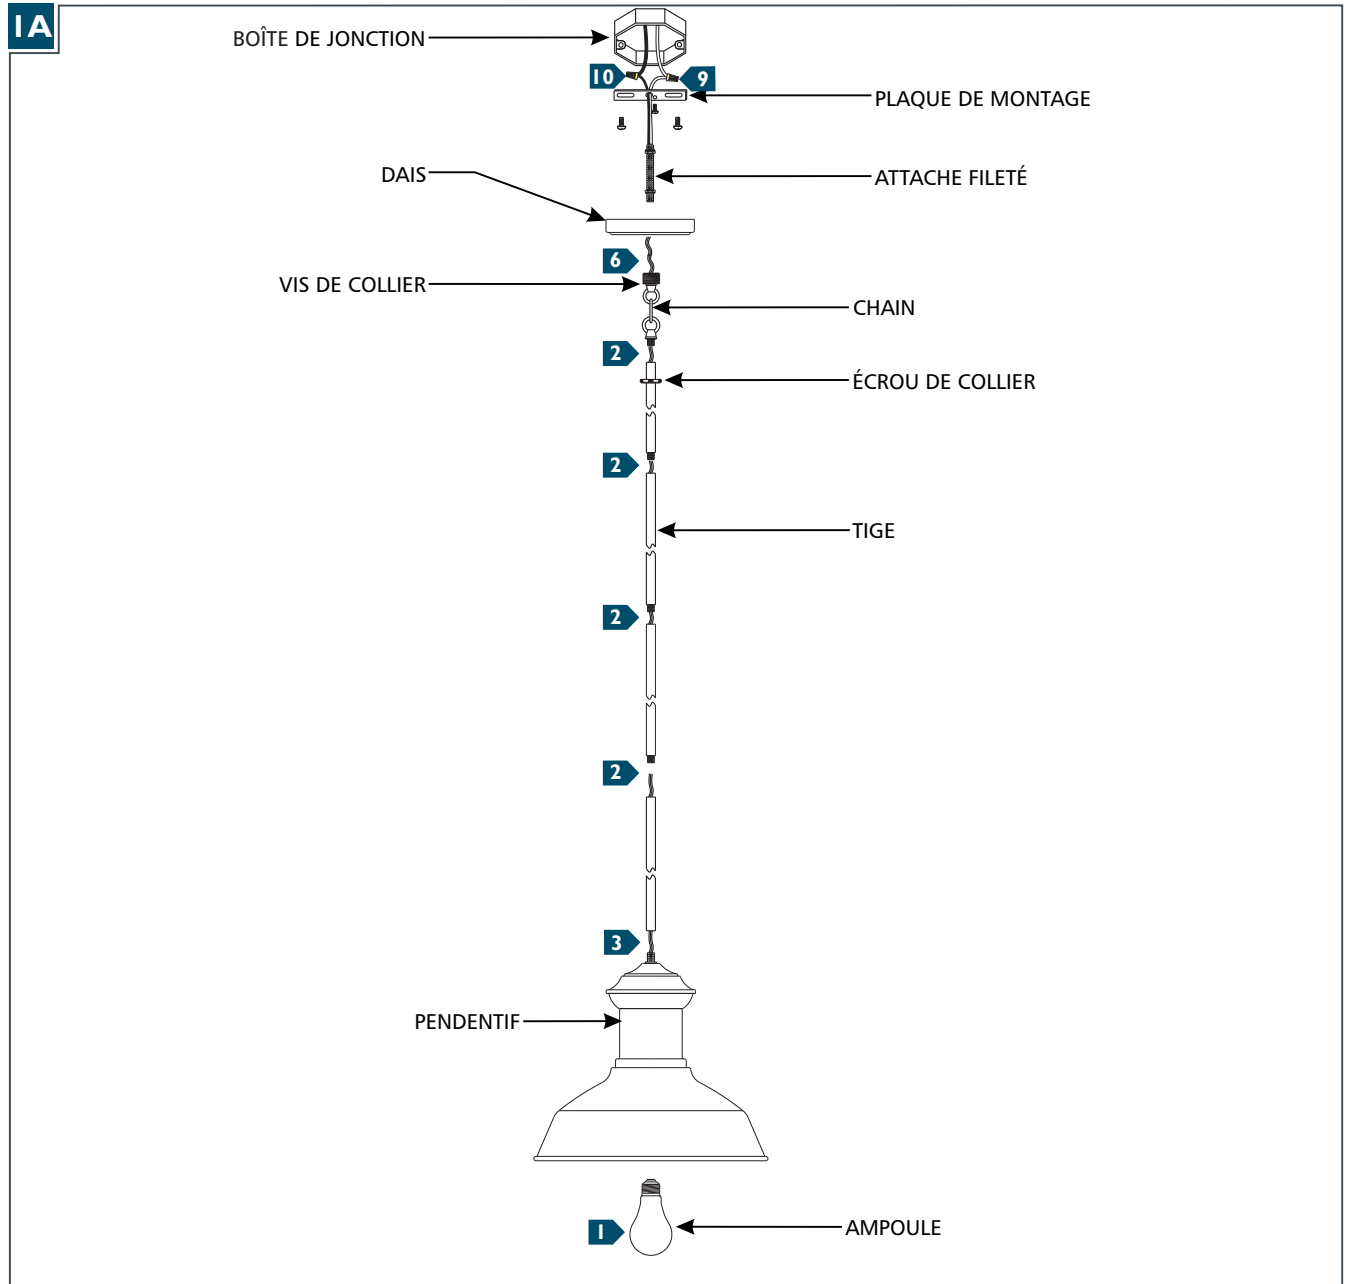 1A
BOÎTE DE JONCTION
10
9
PLAQUE DE MONTAGE
DAIS
ATTACHE FILETÉ
6
VIS DE COLLIER
CHAIN
2
ÉCROU DE COLLIER
2
TIGE
2
2
3
PENDENTIF
1
AMPOULE